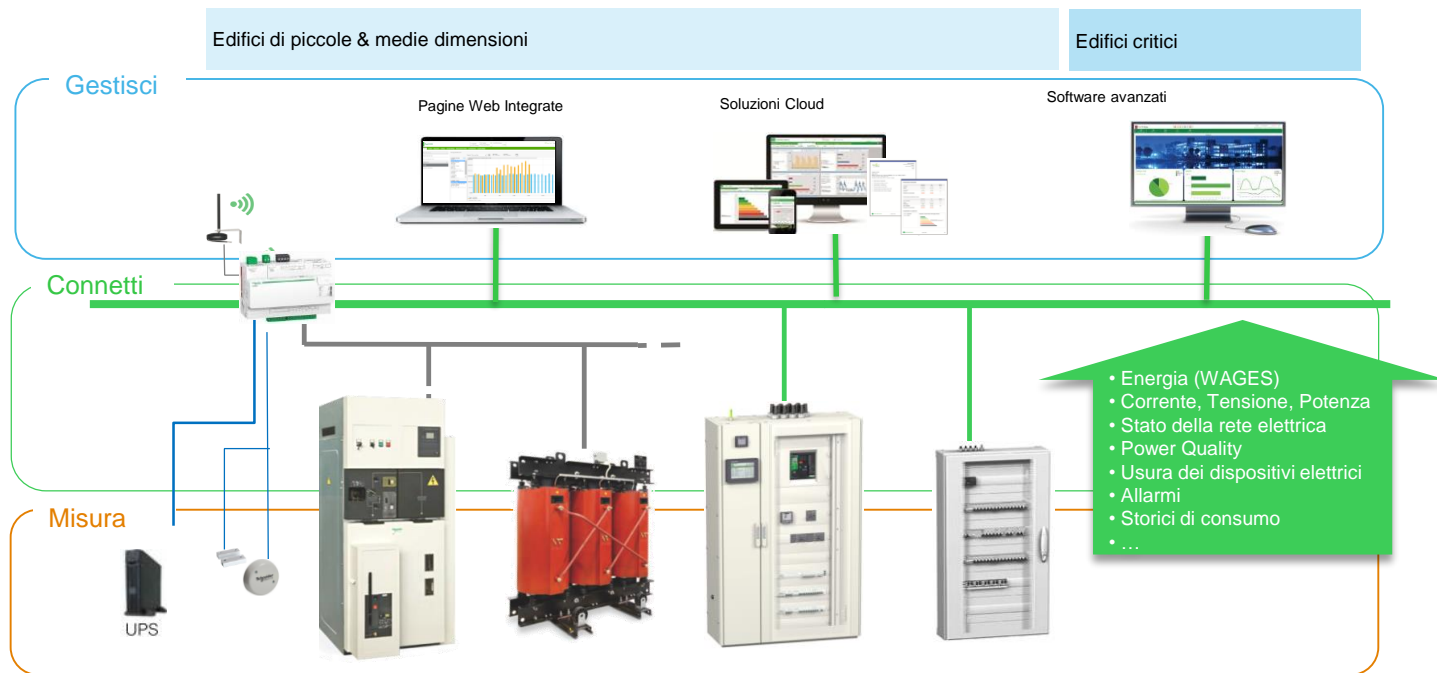 Edifici di piccole & medie dimensioni
Edifici critici
Gestisci
Pagine Web Integrate
Soluzioni Cloud
Software avanzati
Connetti
• Energia (WAGES)
• Corrente, Tensione, Potenza
• Stato della rete elettrica
• Power Quality
• Usura dei dispositivi elettrici
• Allarmi
• Storici di consumo
• ...
Misura
UPS